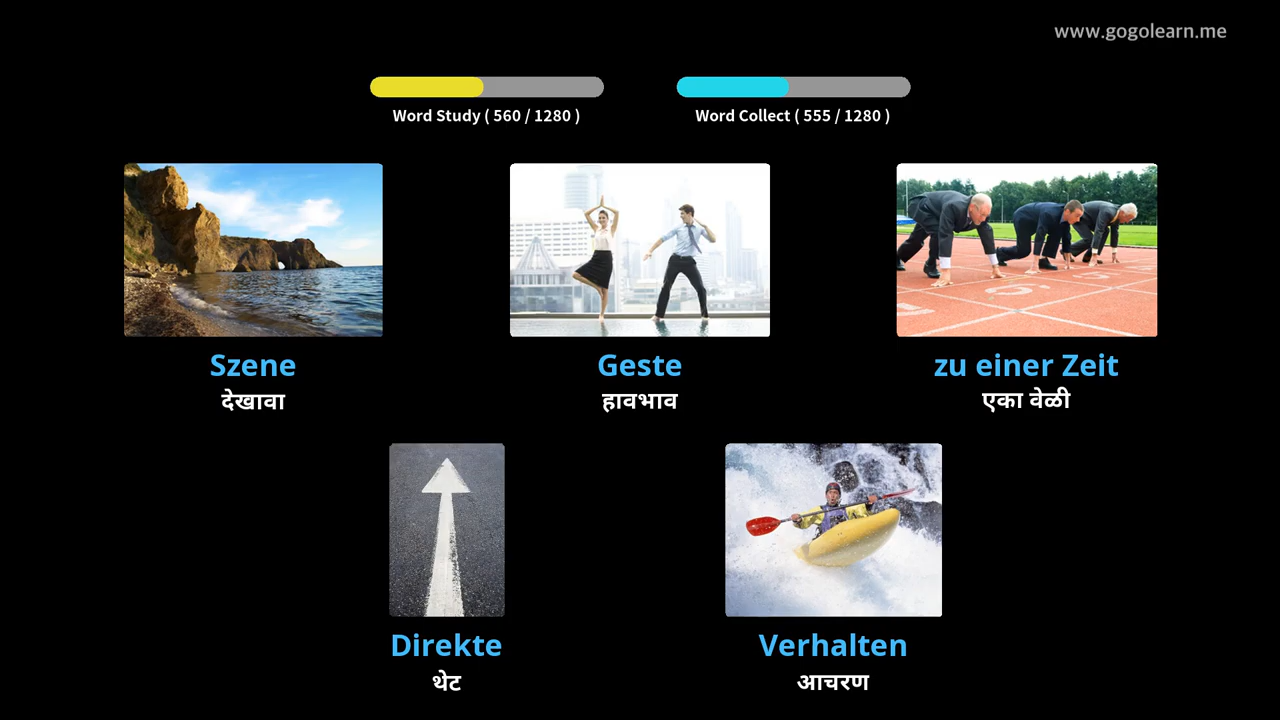 www.gogolearn.me
Word Study ( 560 / 1280 )
Word Collect ( 555 / 1280 )
Szene
देखावा
Geste
हावभाव
zu einer Zeit
एका वेळी
Direkte
थेट
Verhalten
आचरण